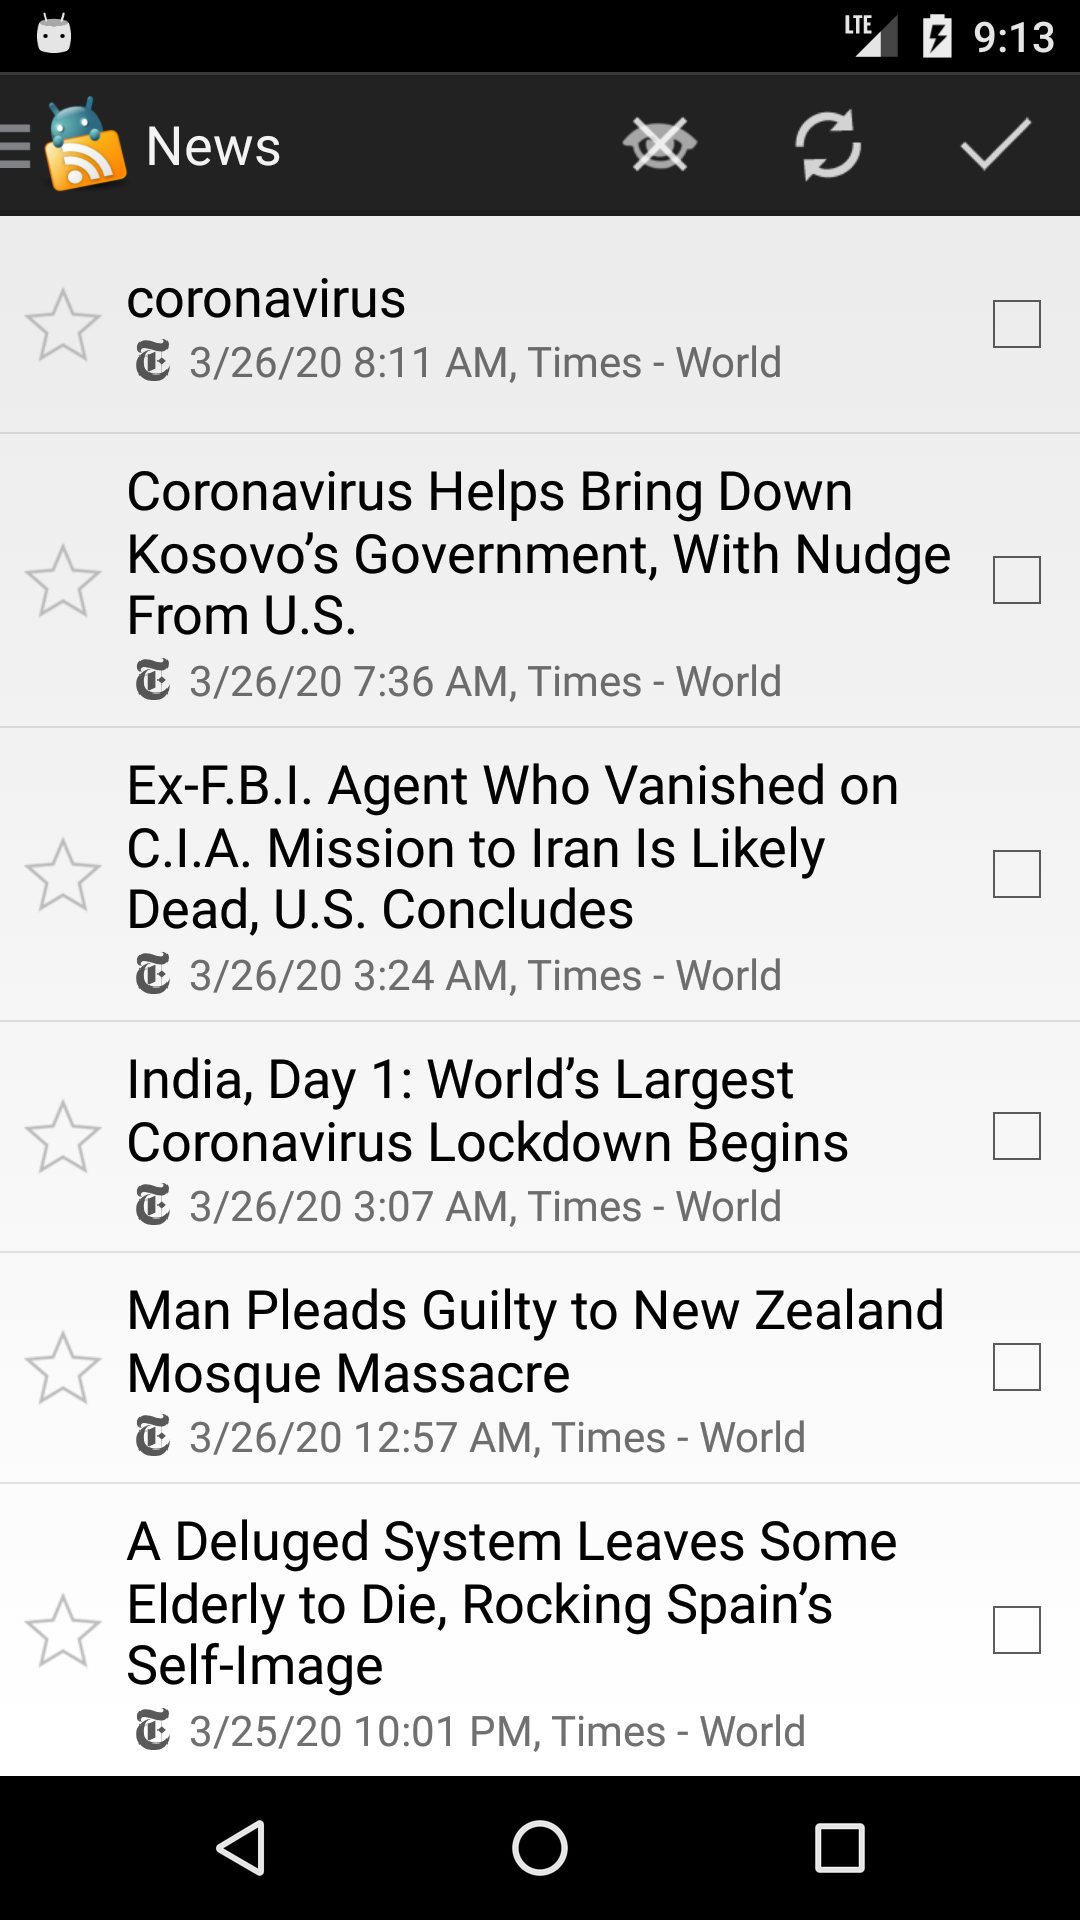 LTE 9:13
News
coronavirus
3/26/20 8:11 AM, Times - World
Coronavirus Helps Bring Down
Kosovo’s Government, With Nudge
From U.S.
3/26/20 7:36 AM, Times - World
Ex-F.B.I. Agent Who Vanished on
C.I.A. Mission to Iran Is Likely
Dead, U.S. Concludes
3/26/20 3:24 AM, Times - World
India, Day 1: World’s Largest
Coronavirus Lockdown Begins
3/26/20 3:07 AM, Times - World
Man Pleads Guilty to New Zealand
Mosque Massacre
3/26/20 12:57 AM, Times - World
A Deluged System Leaves Some
Elderly to Die, Rocking Spain’s
Self-Image
3/25/20 10:01 PM, Times - World